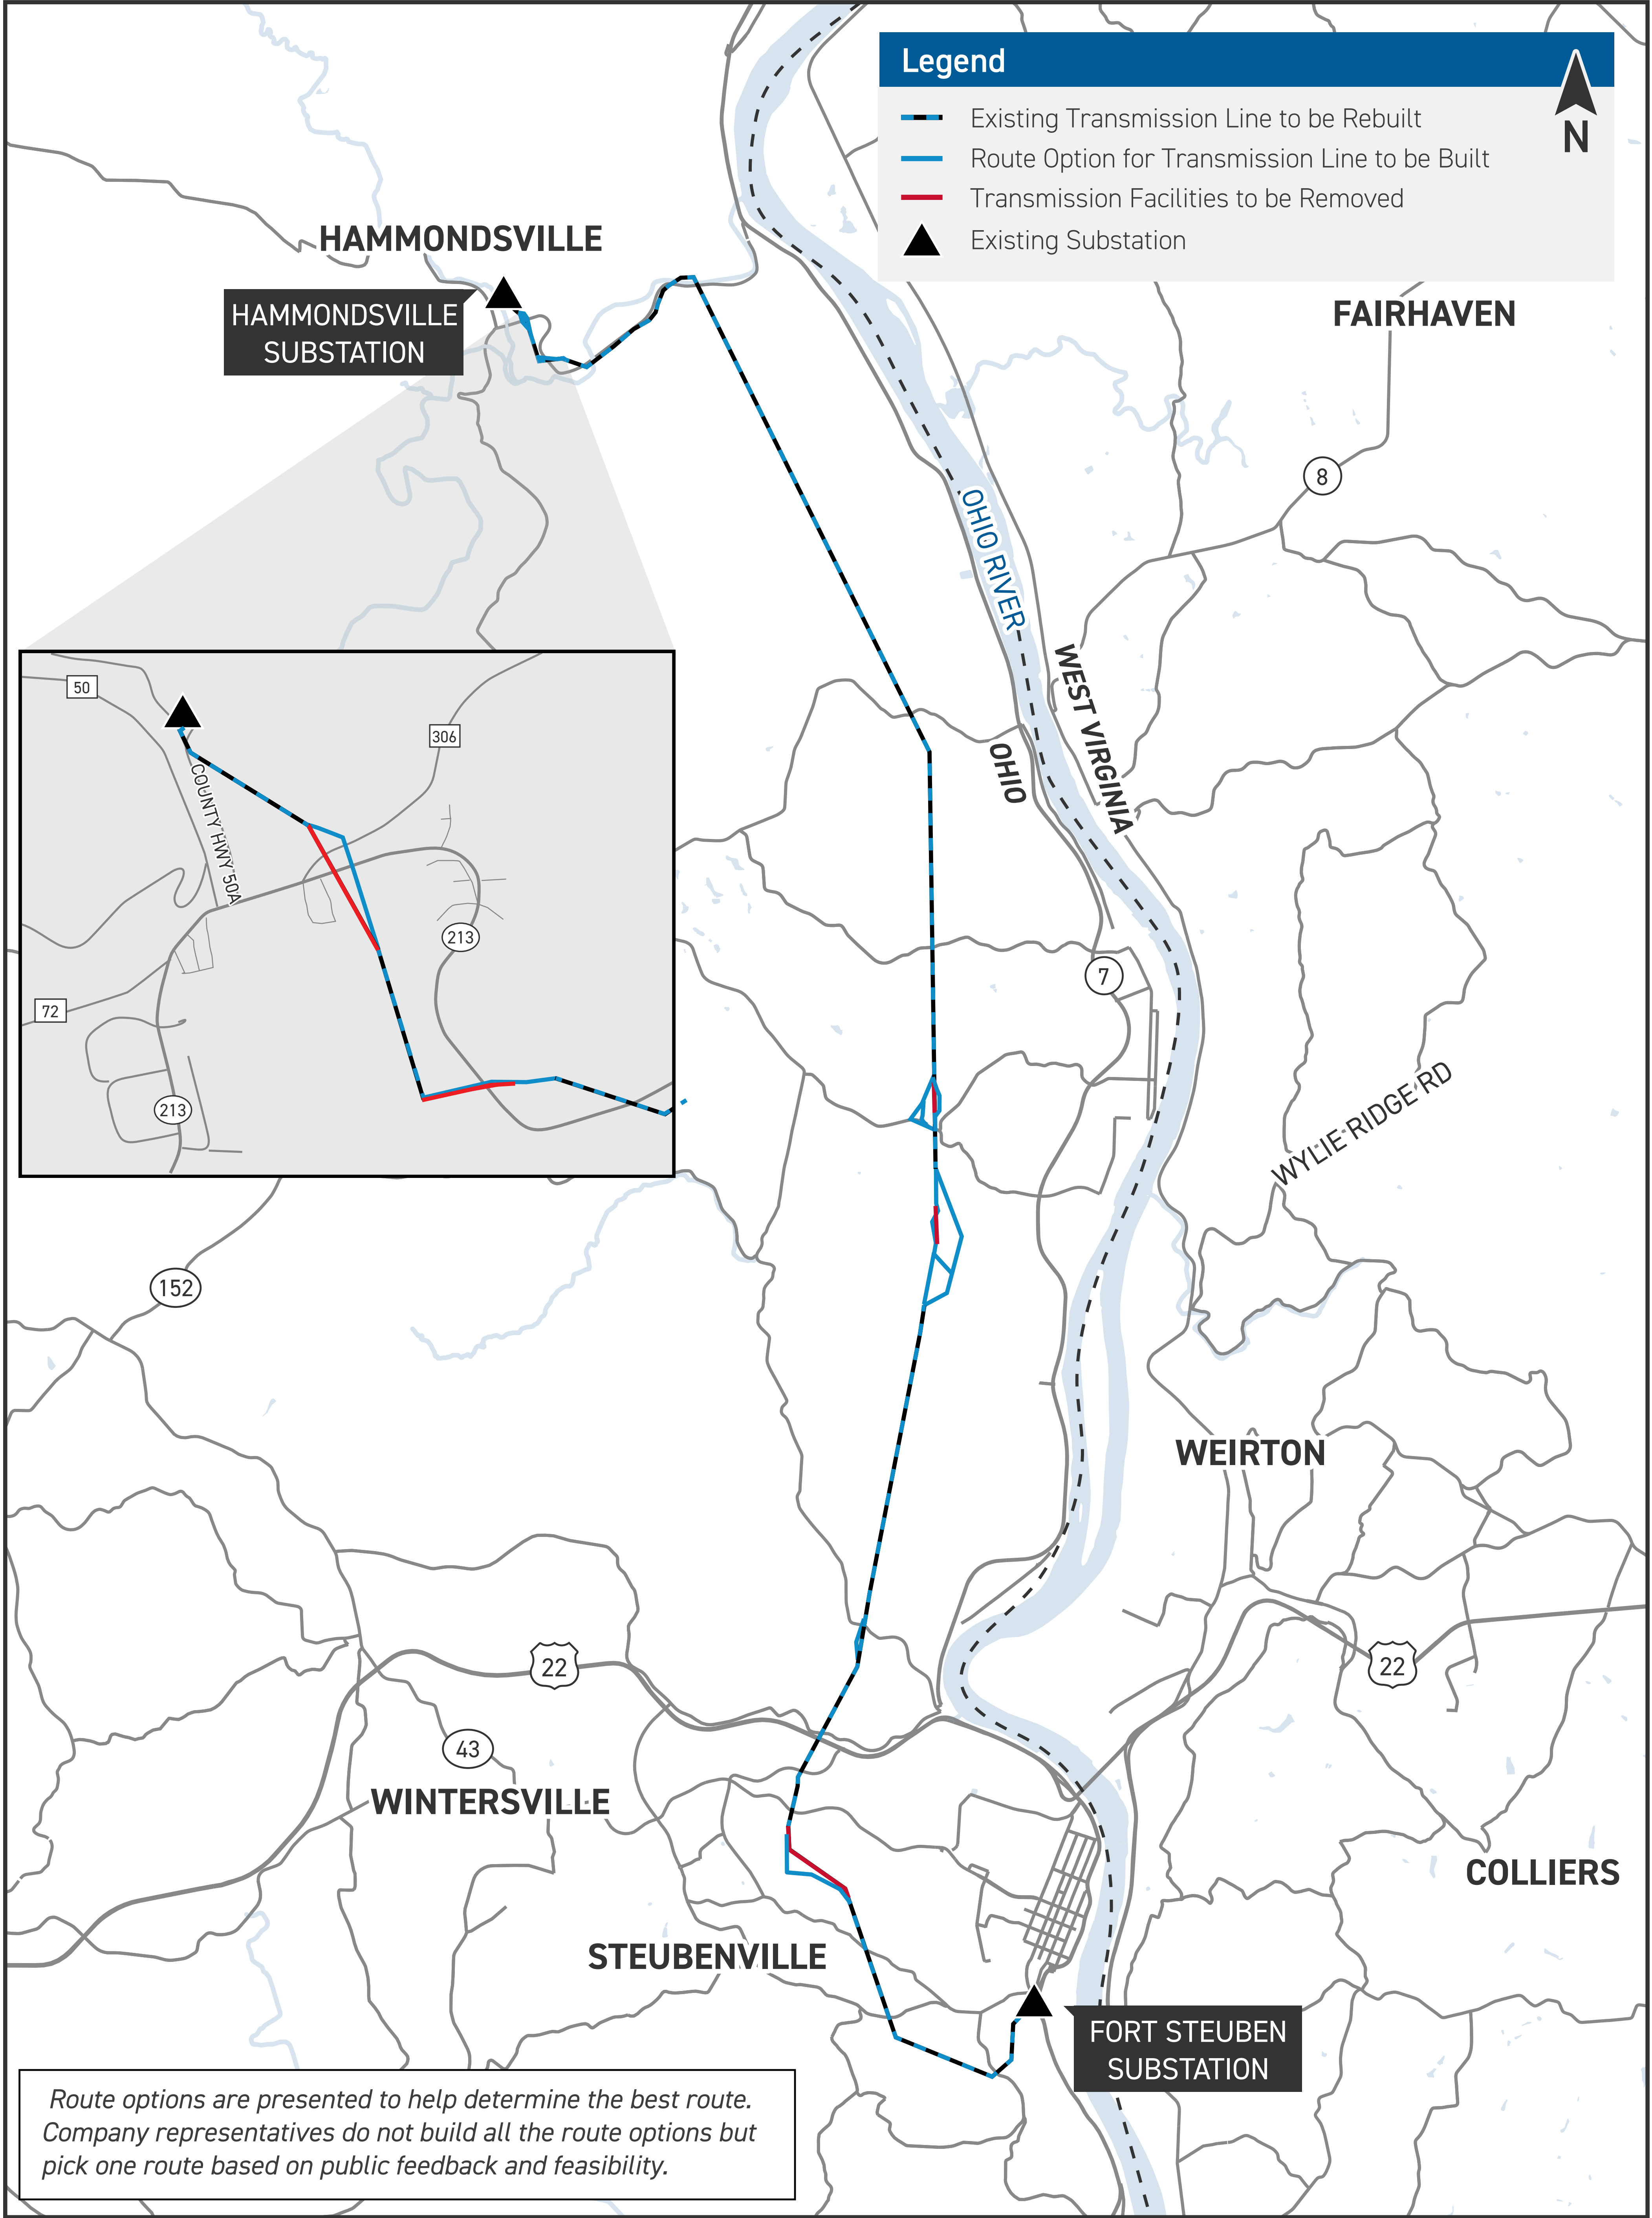 Legend
N
Existing Transmission Line to be Rebuilt
Route Option for Transmission Line to be Built
Transmission Facilities to be Removed
Existing Substation
HAMMONDSVILLE
HAMMONDSVILLE
SUBSTATION
FAIRHAVEN
8
OHIO RIVER
WEST VIRGINIA
OHIO
50
306
COUNTY HWY 50A
213
72
213
7
WYLIE RIDGE RD
152
WEIRTON
22
22
43
WINTERSVILLE
COLLIERS
STEUBENVILLE
FORT STEUBEN
SUBSTATION
Route options are presented to help determine the best route.
Company representatives do not build all the route options but
pick one route based on public feedback and feasibility.